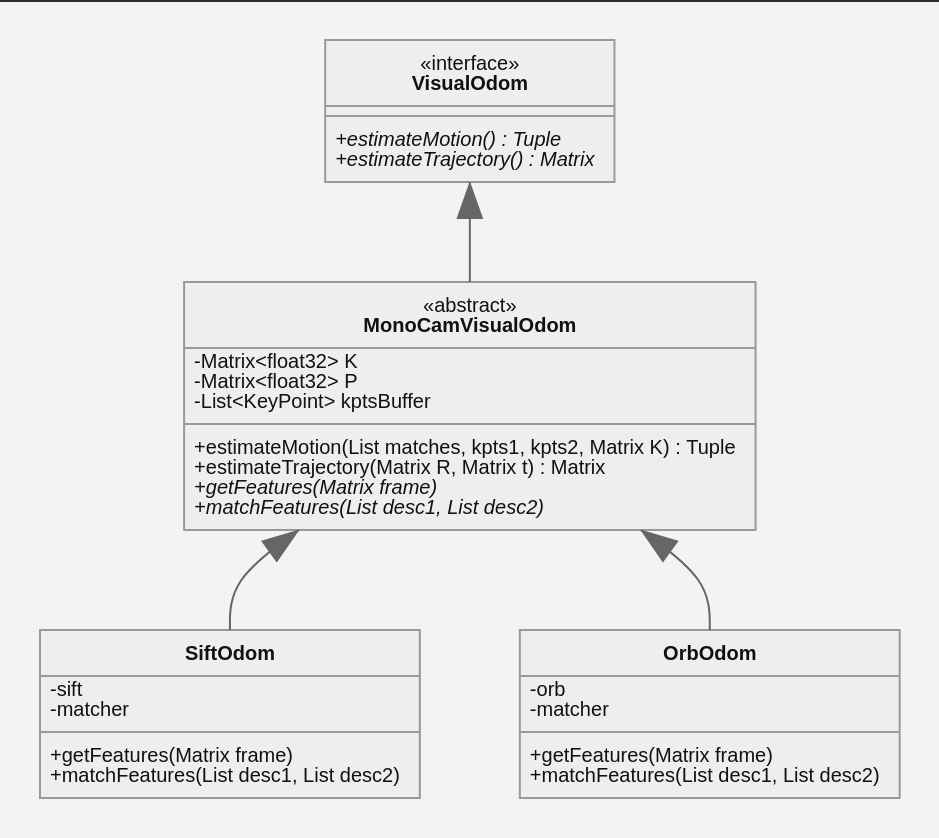 «interface»
VisualOdom
+estimateMotion() : Tuple
+estimateTrajectory() : Matrix
«abstract»
MonoCamVisualOdom
-Matrix<float32> K
-Matrix<float32> P
-List<KeyPoint> kptsBuffer
+estimateMotion(List matches, kpts1, kpts2, Matrix K) : Tuple
+estimateTrajectory(Matrix R, Matrix t) : Matrix
+getFeatures(Matrix frame)
+matchFeatures(List desc1, List desc2)
SiftOdom
-sift
-matcher
+getFeatures(Matrix frame)
+matchFeatures(List desc1, List desc2)
OrbOdom
-orb
-matcher
+getFeatures(Matrix frame)
+matchFeatures(List desc1, List desc2)